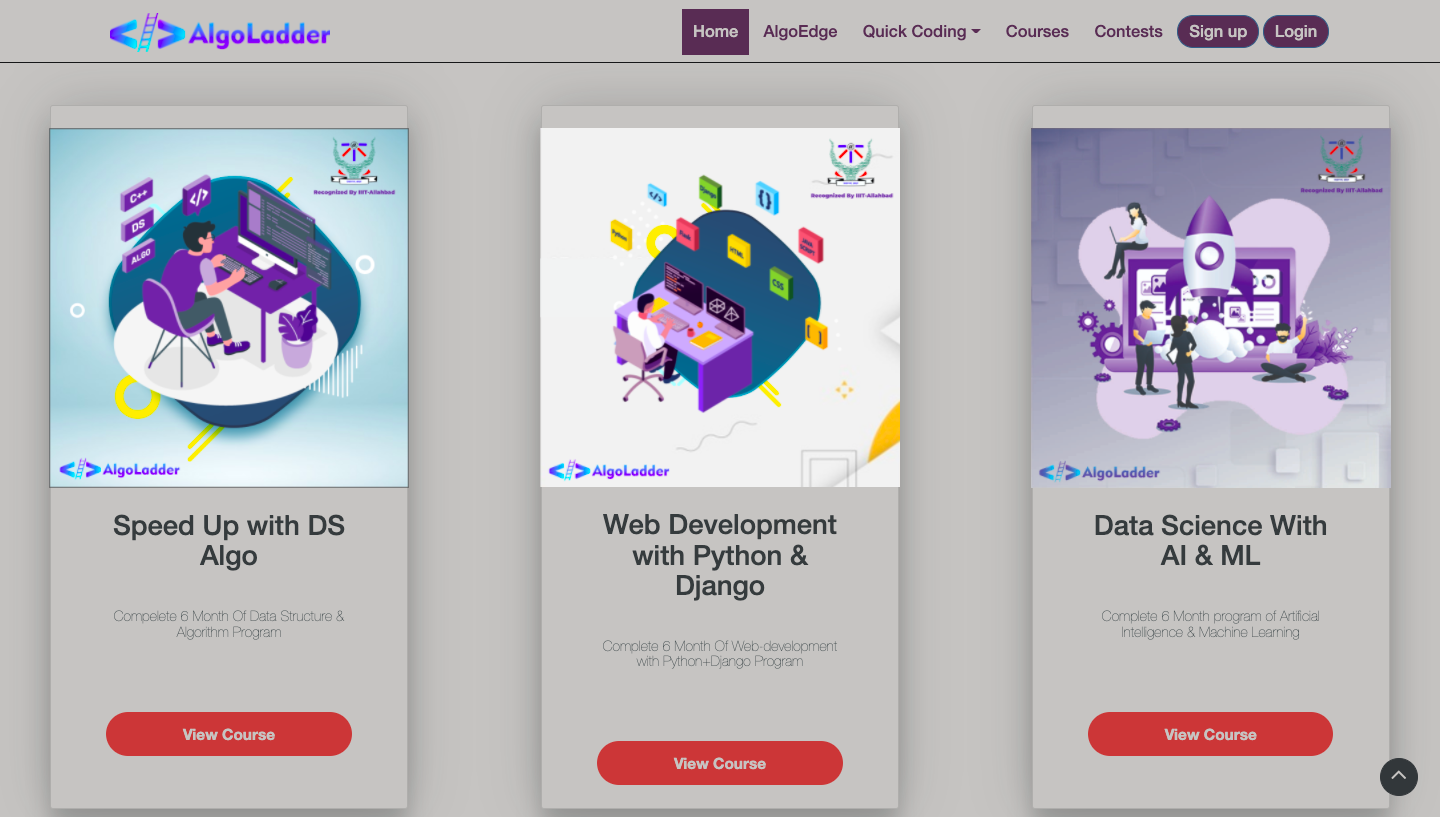 AlgoLadder
Home
AlgoEdge
Quick Coding
Courses
Contests
Sign up
Login
Recognized By IIIT-Allahbad
C++
DS
ALGO
</>
AlgoLadder
Speed Up with DS
Algo
Compelete 6 Month Of Data Structure &
Algorithm Program
View Course
Recognized By IIIT-Allahbad
</>
Django
{ }
Python
HTML
JAVA
SCRIPT
CSS
[ ]
AlgoLadder
Web Development
with Python &
Django
Complete 6 Month Of Web-development
with Python+Django Program
View Course
Recognized By IIIT-Allahbad
AlgoLadder
Data Science With
AI & ML
Complete 6 Month program of Artificial
Intelligence & Machine Learning
View Course